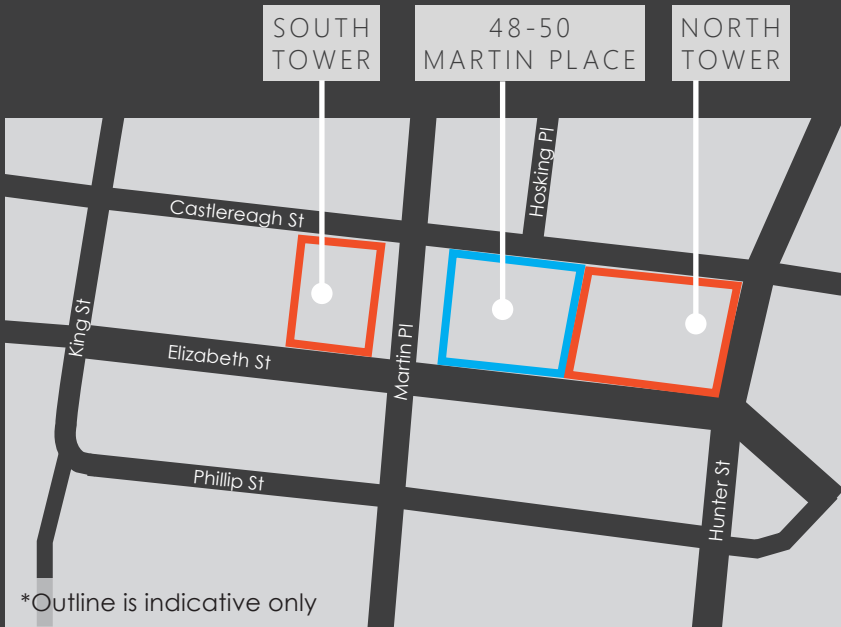 SOUTH
TOWER
48-50
MARTIN PLACE
NORTH
TOWER
Hosking Pl
Castlereagh St
King St
Martin Pl
Elizabeth St
Phillip St
Hunter St
*Outline is indicative only